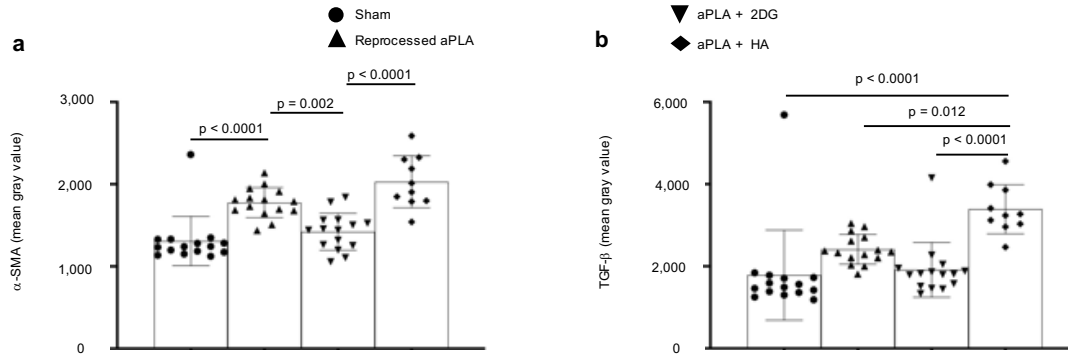 Sham
Reprocessed aPLA
aPLA + 2DG
aPLA + HA
a
p < 0.0001
p = 0.002
p < 0.0001
3,000
2,000
1,000
0
α-SMA (mean gray value)
b
p < 0.0001
p = 0.012
p < 0.0001
6,000
4,000
2,000
0
TGF-β (mean gray value)